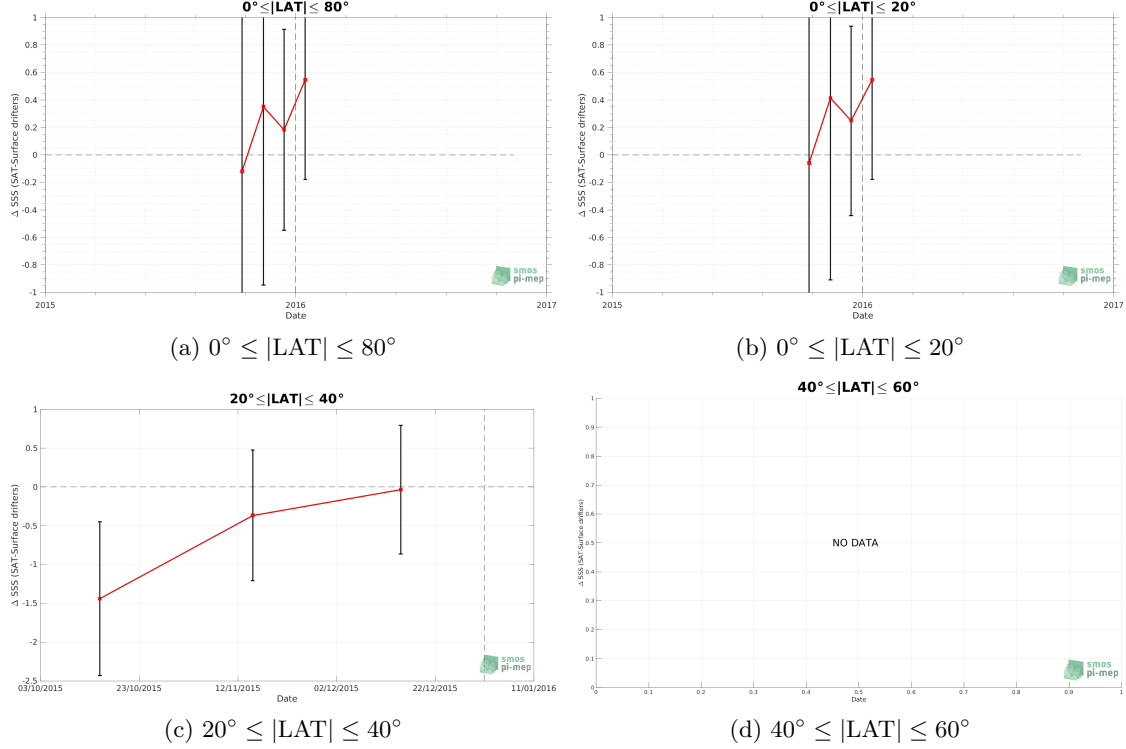 0°≤|LAT|≤ 80°
1
0.8
0.6
0.4
0.2
0
-0.2
-0.4
-0.6
-0.8
-1
Δ SSS (SAT-Surface drifters)
2015
2016
2017
Date
smos
pi-mep
(a) 0° ≤ |LAT| ≤ 80°
0°≤|LAT|≤ 20°
1
0.8
0.6
0.4
0.2
0
-0.2
-0.4
-0.6
-0.8
-1
Δ SSS (SAT-Surface drifters)
2015
2016
2017
Date
smos
pi-mep
(b) 0° ≤ |LAT| ≤ 20°
20°≤|LAT|≤ 40°
1
0.5
0
-0.5
-1
-1.5
-2
-2.5
Δ SSS (SAT-Surface drifters)
03/10/2015
23/10/2015
12/11/2015
02/12/2015
22/12/2015
11/01/2016
Date
smos
pi-mep
(c) 20° ≤ |LAT| ≤ 40°
40°≤|LAT|≤ 60°
1
0.9
0.8
0.7
0.6
0.5
0.4
0.3
0.2
0.1
0
Δ SSS (SAT-Surface drifters)
NO DATA
0
0.1
0.2
0.3
0.4
0.5
0.6
0.7
0.8
0.9
1
Date
smos
pi-mep
(d) 40° ≤ |LAT| ≤ 60°